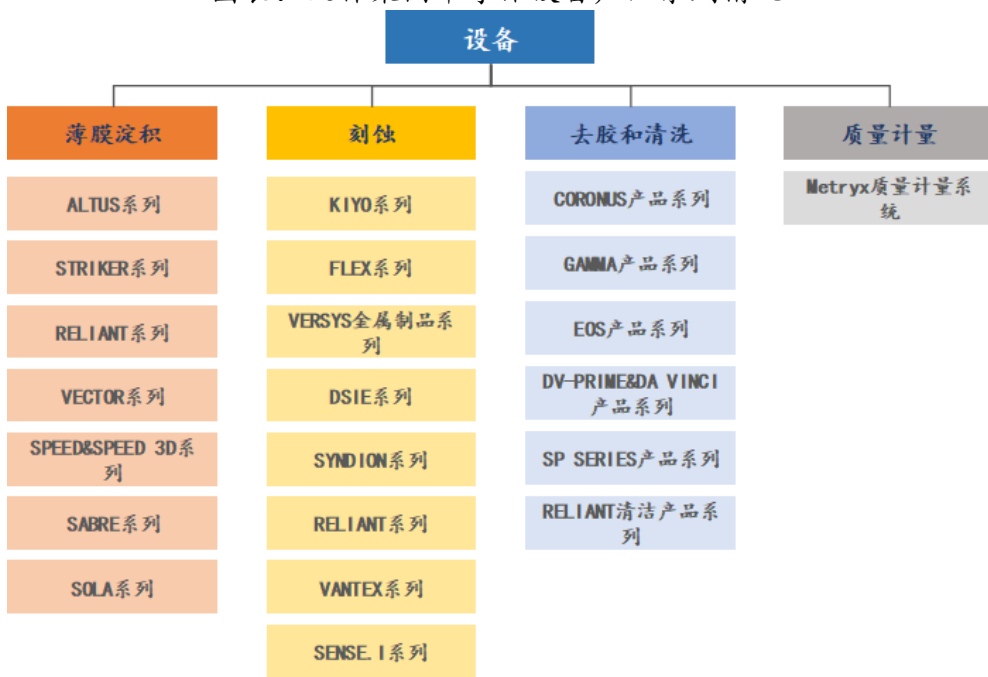 设备
薄膜淀积
ALTUS系列
STRIKER系列
RELIANT系列
VECTOR系列
SPEED&SPEED 3D系
列
SABRE系列
SOLA系列
刻蚀
KIYO系列
FLEX系列
VERSYS金属制品系
列
DSIE系列
SYNDION系列
RELIANT系列
VANTEX系列
SENSE.I系列
去胶和清洗
CORONUS产品系列
GAMMA产品系列
EOS产品系列
DV-PRIME&DA VINCI
产品系列
SP SERIES产品系列
RELIANT清洁产品系
列
质量计量
Metryx质量计量系
统